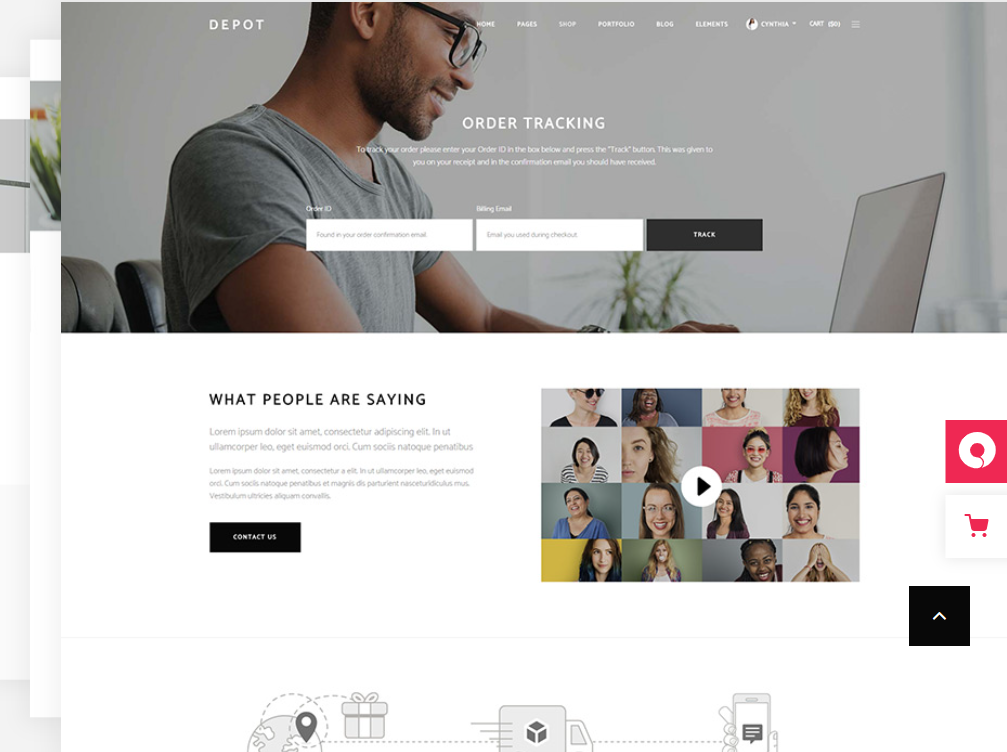 DEPOT
HOME PAGES SHOP PORTFOLIO BLOG ELEMENTS CYNTHIA CART ($0)
ORDER TRACKING
To track your order please enter your Order ID in the box below and press the "Track" button. This was given to
you on your receipt and in the confirmation email you should have received.
Order ID Billing Email
Found in your order confirmation email. Email you used during checkout. TRACK
WHAT PEOPLE ARE SAYING
Lorem ipsum dolor sit amet, consectetur adipiscing elit. In ut
ullamcorper leo, eget euismod orci. Cum sociis natoque penatibus
Lorem ipsum dolor sit amet, consectetur a elit. In ut ullamcorper leo, eget euismod
orci. Cum sociis natoque penatibus et magnis dis parturient nasceturridiculus mus.
Vestibulum ultricies aliquam convallis.
CONTACT US